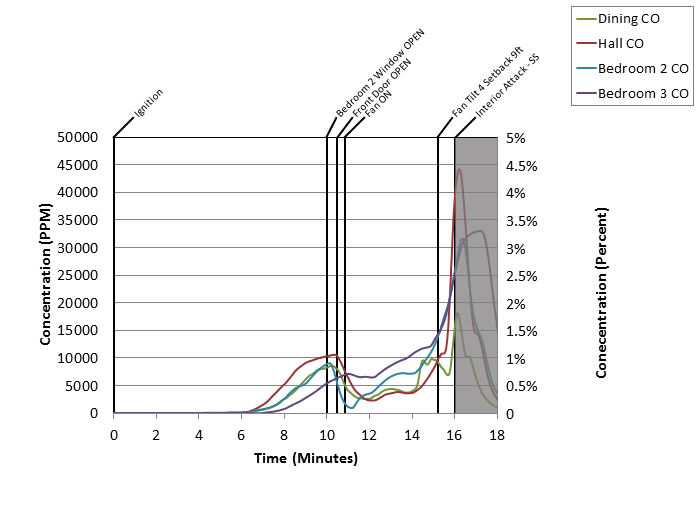 Dining CO
Hall CO
Bedroom 2 CO
Bedroom 3 CO
Ignition
Bedroom 2 Window OPEN
Front Door OPEN
Fan ON
Fan Tilt 4 Setback 9ft
Interior Attack - SS
50000
45000
40000
35000
30000
25000
20000
15000
10000
5000
0
Concentration (PPM)
5%
4.5%
4%
3.5%
3%
2.5%
2%
1.5%
1%
0.5%
0
Conecentration (Percent)
0 2 4 6 8 10 12 14 16 18
Time (Minutes)